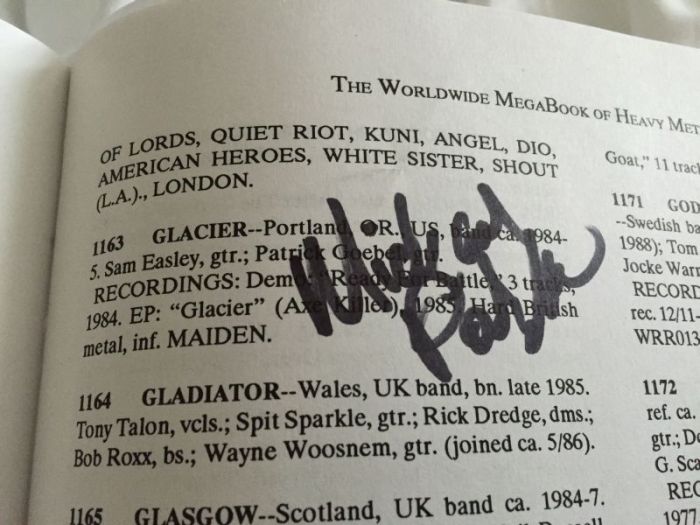 THE WORLDWIDE MEGABOOK OF HEAVY MET
OF LORDS, QUIET RIOT, KUNI, ANGEL, DIO,
AMERICAN HEROES, WHITE SISTER, SHOUT
(L.A.)., LONDON.
1163 GLACIER--Portland, OR., US, band ca. 1984-
5. Sam Easley, gtr.; Patrick Goebel, gtr.
RECORDINGS: Demo: "Ready For Battle," 3 tracks,
1984. EP: "Glacier" (Axe Killer), 1985. Hard British
metal, inf. MAIDEN.
1164 GLADIATOR--Wales, UK band, bn. late 1985.
Tony Talon, vcls.; Spit Sparkle, gtr.; Rick Dredge, dms.;
Bob Roxx, bs.; Wayne Woosnem, gtr. (joined ca. 5/86).
1165 GLASGOW--Scotland, UK band ca. 1984-7.
Goat," 11 trac
1171 GOD
--Swedish ba
1988); Tom
Jocke Warn
RECORD
rec. 12/11-
WRR013
1172
ref. ca.
gtr.; De
G. Sca
REC
1977